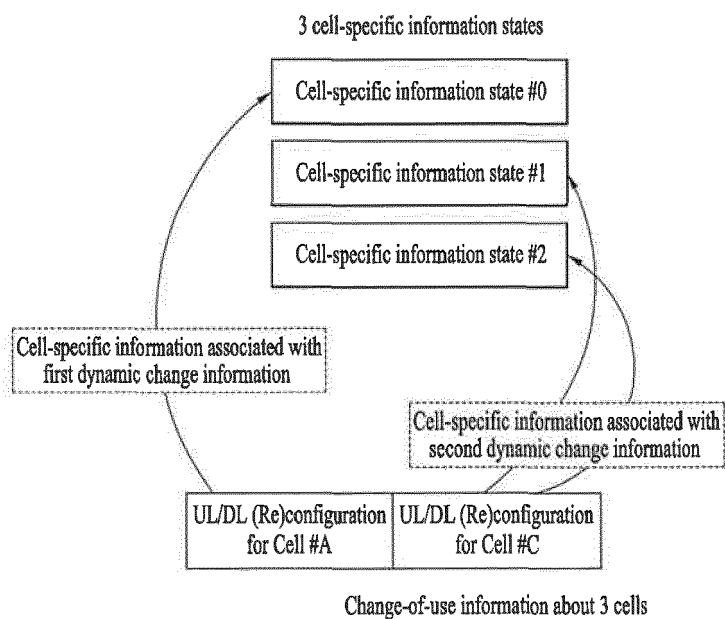 3 cell-specific information states
Cell-specific information state #0
Cell-specific information state #1
Cell-specific information state #2
Cell-specific information associated with
first dynamic change information
Cell-specific information associated with
second dynamic change information
UL/DL (Re)configuration
for Cell #A
UL/DL (Re)configuration
for Cell #C
Change-of-use information about 3 cells